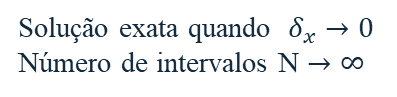 Solução exata quando δₓ → 0
Número de intervalos N → ∞